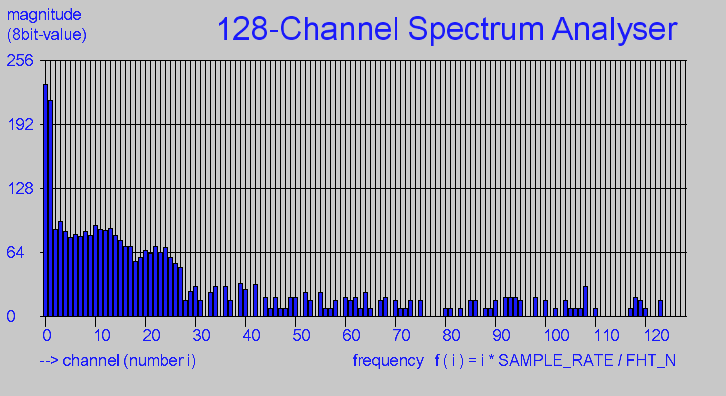 magnitude
(8bit-value)
128-Channel Spectrum Analyser
256
192
128
64
0
0 10 20 30 40 50 60 70 80 90 100 110 120
--> channel (number i)
frequency f ( i ) = i * SAMPLE_RATE / FHT_N